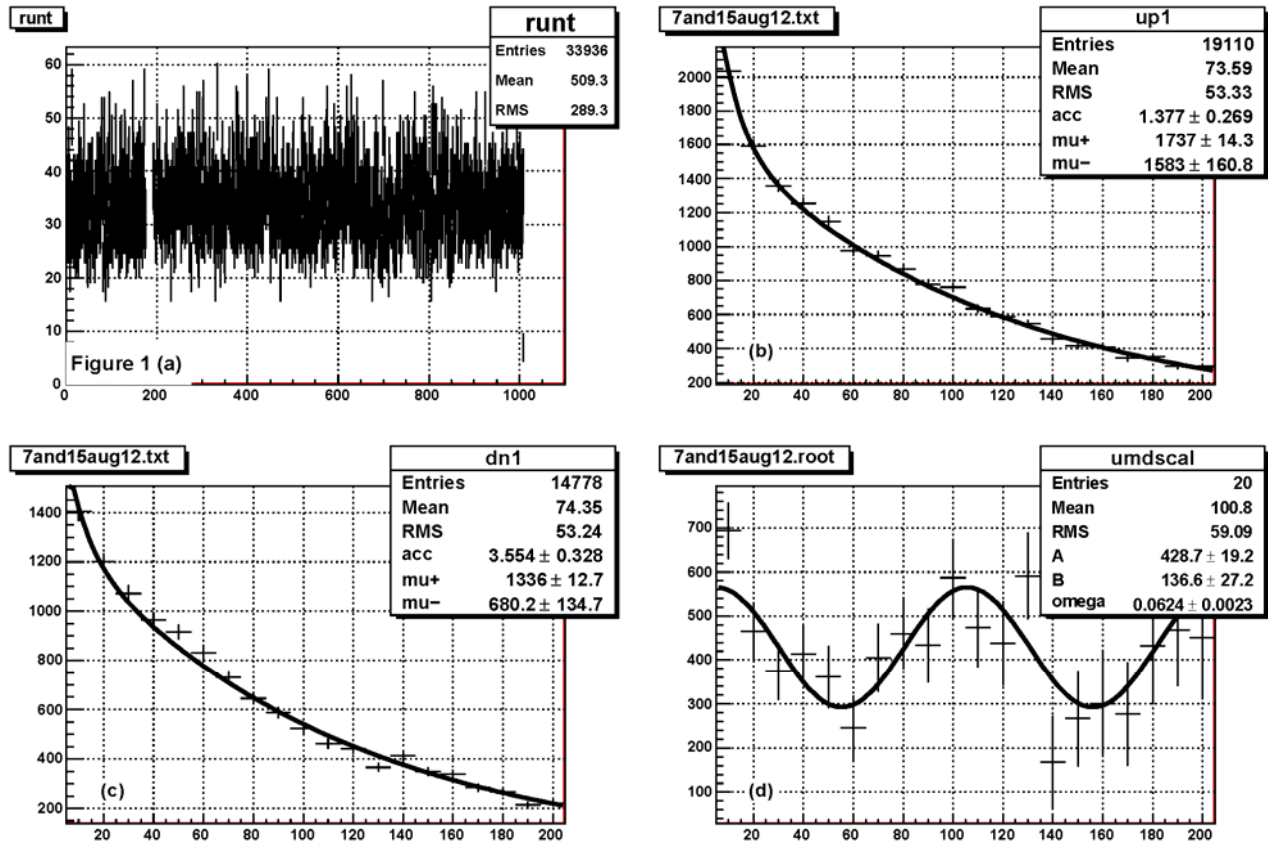 runt
runt
Entries 33936
Mean 509.3
RMS 289.3
60
50
40
30
20
10
0
Figure 1 (a)
0 200 400 600 800 1000
7and15aug12.txt
up1
Entries 19110
Mean 73.59
RMS 53.33
acc 1.377 ± 0.269
mu+ 1737 ± 14.3
mu− 1583 ± 160.8
2000
1800
1600
1400
1200
1000
800
600
400
200
(b)
20 40 60 80 100 120 140 160 180 200
7and15aug12.txt
dn1
Entries 14778
Mean 74.35
RMS 53.24
acc 3.554 ± 0.328
mu+ 1336 ± 12.7
mu− 680.2 ± 134.7
1400
1200
1000
800
600
400
200
(c)
20 40 60 80 100 120 140 160 180 200
7and15aug12.root
umdscal
Entries 20
Mean 100.8
RMS 59.09
A 428.7 ± 19.2
B 136.6 ± 27.2
omega 0.0624 ± 0.0023
700
600
500
400
300
200
100
(d)
20 40 60 80 100 120 140 160 180 200